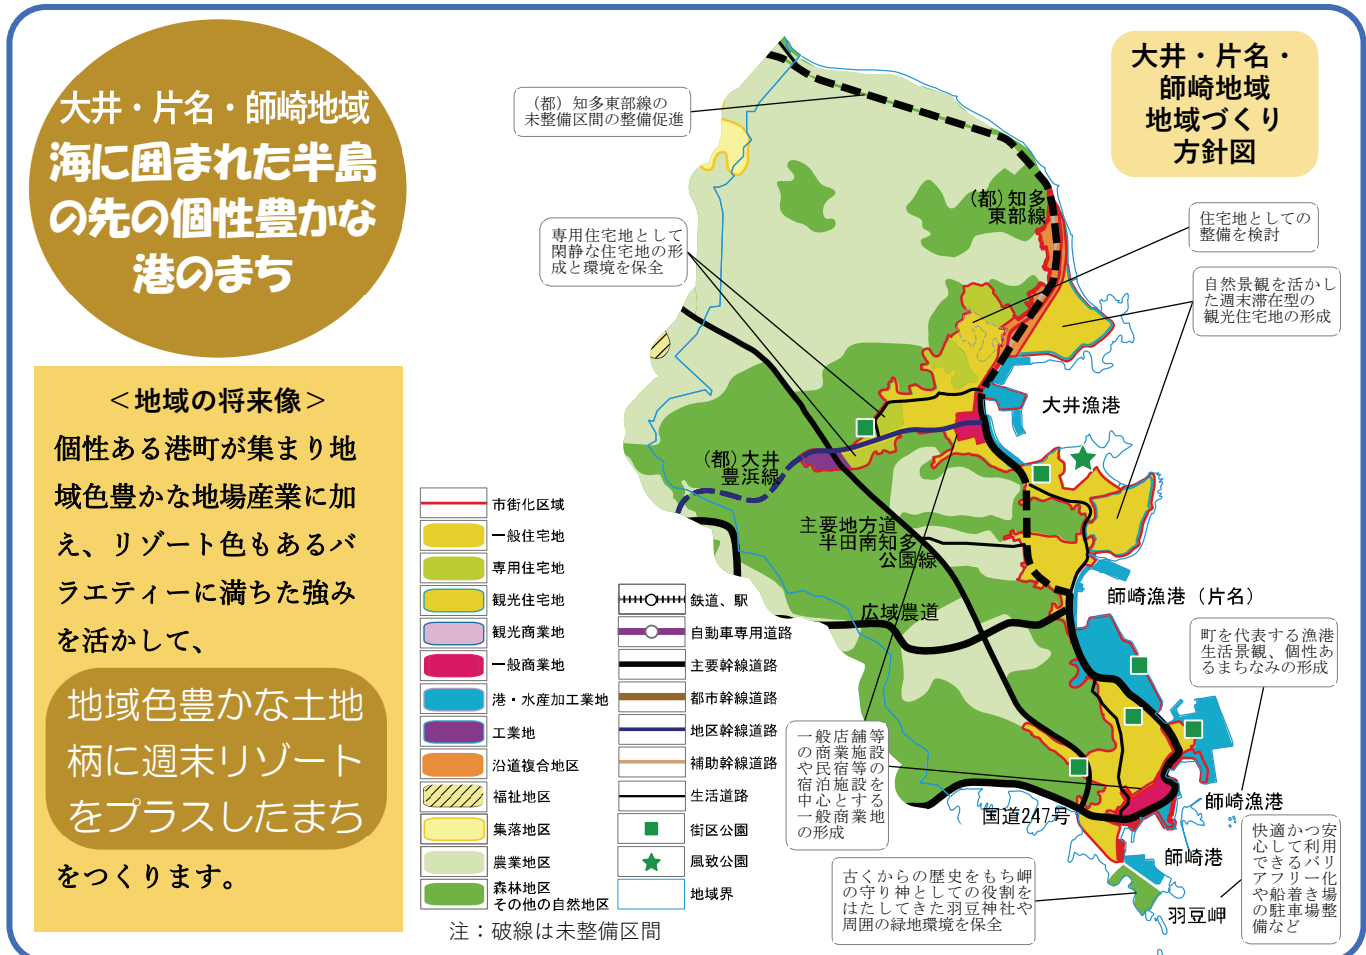 大井・片名・師崎地域
海に囲まれた半島
の先の個性豊かな
港のまち
＜地域の将来像＞
個性ある港町が集まり地
域色豊かな地場産業に加
え、リゾート色もあるバ
ラエティーに満ちた強み
を活かして、
地域色豊かな土地
柄に週末リゾート
をプラスしたまち
をつくります。
大井・片名・
師崎地域
地域づくり
方針図
（都）知多東部線の
未整備区間の整備促進
（都）知多
東部線
住宅地としての
整備を検討
専用住宅地として
閑静な住宅地の形
成と環境を保全
自然景観を活かし
た週末滞在型の
観光住宅地の形成
大井漁港
（都）大井
豊浜線
主要地方道
半田南知多
公園線
広域農道
師崎漁港（片名）
町を代表する漁港
生活景観、個性あ
るまちなみの形成
一般店舗等
の商業施設
や民宿等の
宿泊施設を
中心とする
一般商業地
の形成
国道247号
師崎漁港
師崎港
羽豆岬
古くからの歴史をもち岬
の守り神としての役割を
はたしてきた羽豆神社や
周囲の緑地環境を保全
快適かつ安
心して利用
できるバリ
アフリー化
や船着き場
の駐車場整
備など
市街化区域
一般住宅地
専用住宅地
観光住宅地
観光商業地
一般商業地
港・水産加工業地
工業地
沿道複合地区
福祉地区
集落地区
農業地区
森林地区
その他の自然地区
鉄道、駅
自動車専用道路
主要幹線道路
都市幹線道路
地区幹線道路
補助幹線道路
生活道路
街区公園
風致公園
地域界
注：破線は未整備区間